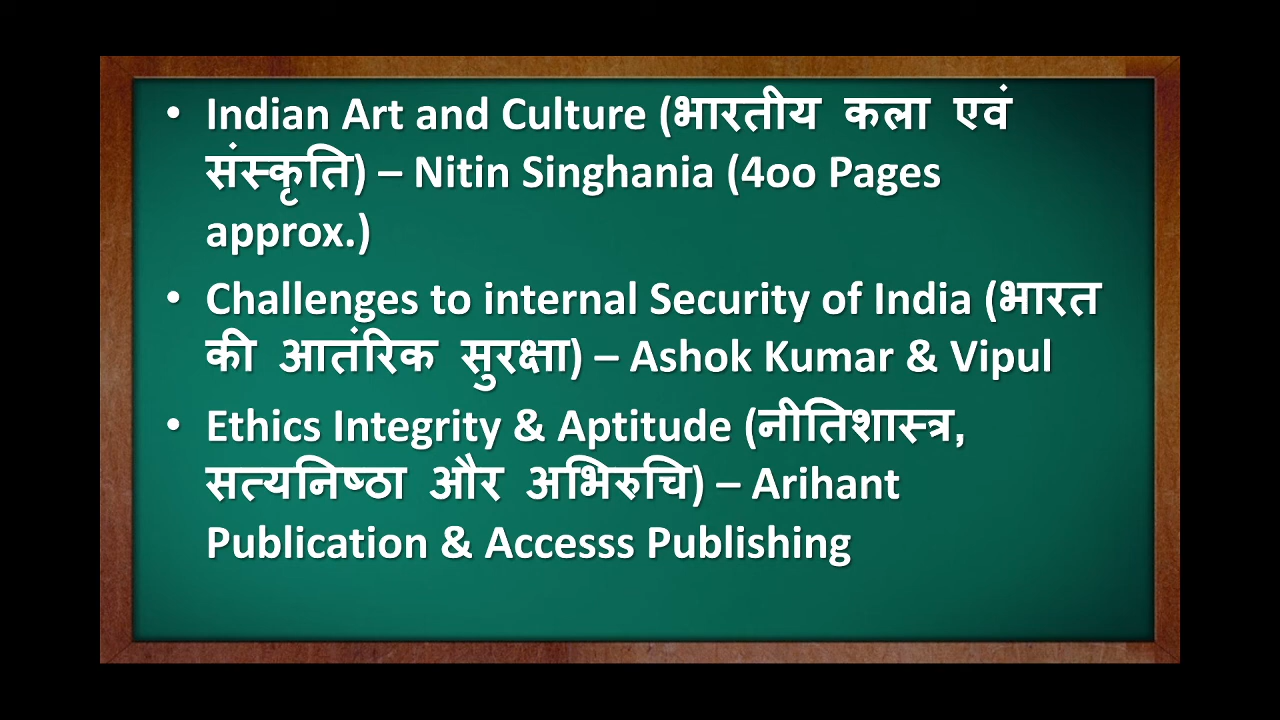 • Indian Art and Culture (भारतीय कला एवं
संस्कृति) – Nitin Singhania (4oo Pages
approx.)
• Challenges to internal Security of India (भारत
की आतंरिक सुरक्षा) – Ashok Kumar & Vipul
• Ethics Integrity & Aptitude (नीतिशास्त्र,
सत्यनिष्ठा और अभिरुचि) – Arihant
Publication & Accesss Publishing